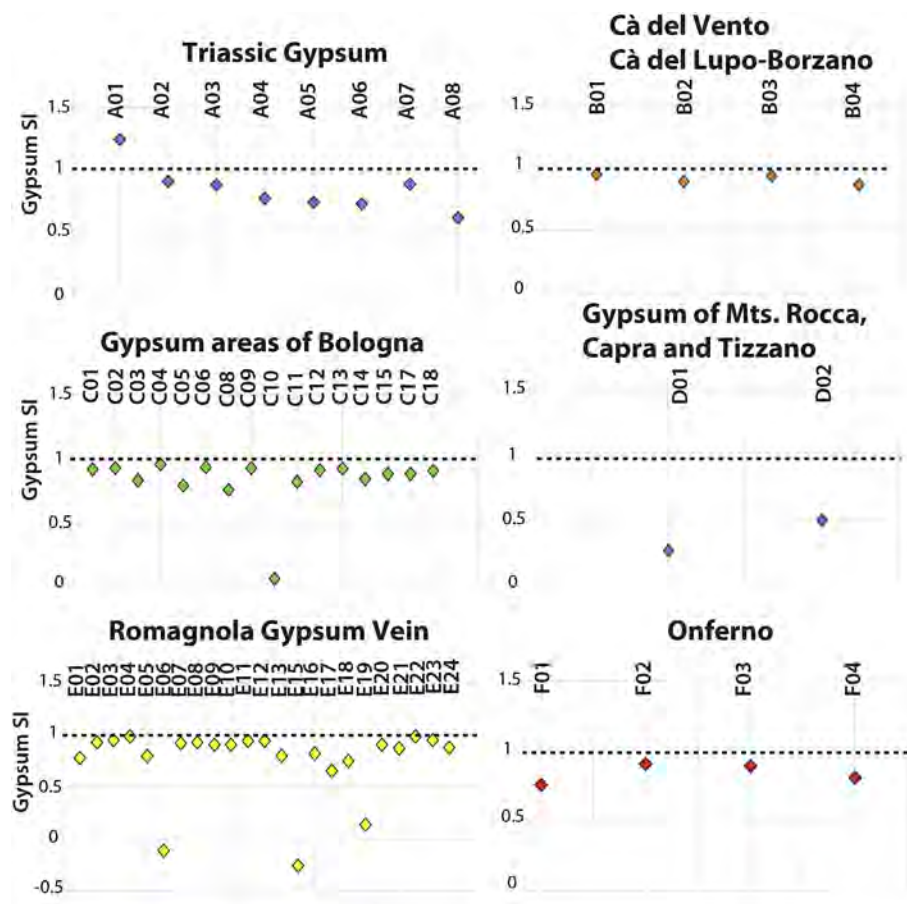 Triassic Gypsum
Cà del Vento
Cà del Lupo-Borzano
A01 A02 A03 A04 A05 A06 A07 A08
B01 B02 B03 B04
Gypsum SI
1.5
1
0.5
0
1.5
1
0.5
0
Gypsum areas of Bologna
Gypsum of Mts. Rocca,
Capra and Tizzano
C01 C02 C03 C04 C05 C06 C08 C09 C10 C11 C12 C13 C14 C15 C17 C18
D01 D02
Gypsum SI
1.5
1
0.5
0
1.5
1
0.5
0
Romagnola Gypsum Vein
Onferno
E01 E02 E03 E04 E05 E06 E07 E08 E09 E10 E11 E12 E13 E15 E16 E17 E18 E19 E20 E21 E22 E23 E24
F01 F02 F03 F04
Gypsum SI
1.5
1
0.5
0
-0.5
1.5
1
0.5
0